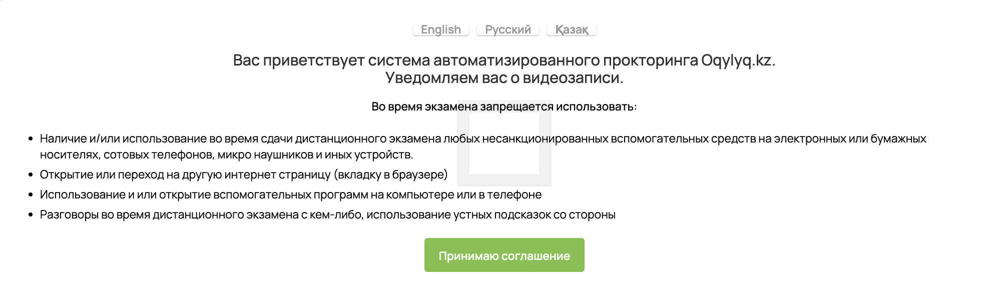 English Русский Қазақ
Вас приветствует система автоматизированного прокторинга Oqylyq.kz.
Уведомляем вас о видеозаписи.
Во время экзамена запрещается использовать:
• Наличие и/или использование во время сдачи дистанционного экзамена любых несанкционированных вспомогательных средств на электронных или бумажных
носителях, сотовых телефонов, микро наушников и иных устройств.
• Открытие или переход на другую интернет страницу (вкладку в браузере)
• Использование и или открытие вспомогательных программ на компьютере или в телефоне
• Разговоры во время дистанционного экзамена с кем-либо, использование устных подсказок со стороны
Принимаю соглашение